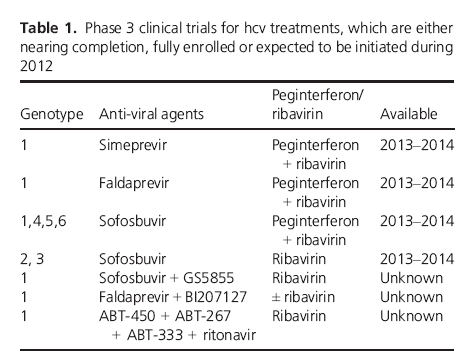 Table 1. Phase 3 clinical trials for hcv treatments, which are either
nearing completion, fully enrolled or expected to be initiated during
2012
Peginterferon/
Genotype Anti-viral agents ribavirin Available
1 Simeprevir Peginterferon 2013–2014
+ ribavirin
1 Faldaprevir Peginterferon 2013–2014
+ ribavirin
1,4,5,6 Sofosbuvir Peginterferon 2013–2014
+ ribavirin
2, 3 Sofosbuvir Ribavirin 2013–2014
1 Sofosbuvir + GS5855 Ribavirin Unknown
1 Faldaprevir + BI207127 ± ribavirin Unknown
1 ABT-450 + ABT-267 Ribavirin Unknown
+ ABT-333 + ritonavir